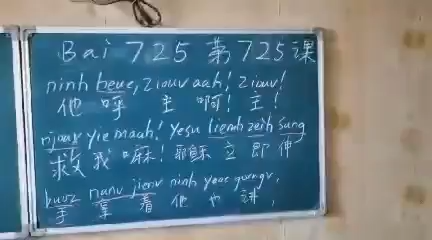 Bai 725 第725课
ninh heuc, ziouv aah! ziouv!
他呼 主 啊! 主!
njoux yie maah! Yesu liemh zeih sung
救 我 嘛! 耶稣 立 即 伸
buoz nanv jienv ninh yaac gorngv,
手 拿 着 他 也 讲,